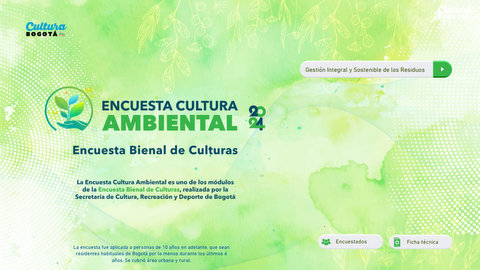 Cultura
BOGOTÁ
Gestión Integral y Sostenible de los Residuos
ENCUESTA CULTURA
AMBIENTAL
2024
Encuesta Bienal de Culturas
La Encuesta Cultura Ambiental es uno de los módulos
de la Encuesta Bienal de Culturas, realizada por la
Secretaría de Cultura, Recreación y Deporte de Bogotá
Encuestados
Ficha técnica
La encuesta fue aplicada a personas de 10 años en adelante, que sean
residentes habituales de Bogotá por lo menos durante los últimos 6
años. Se cubrió área urbana y rural.